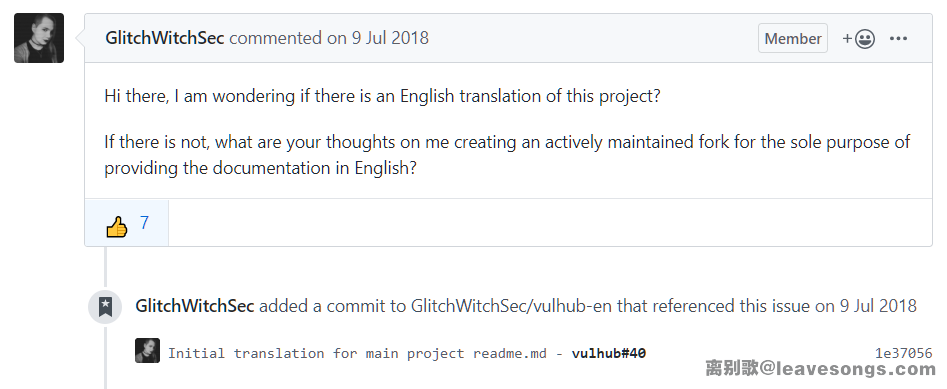 GlitchWitchSec commented on 9 Jul 2018 Member
Hi there, I am wondering if there is an English translation of this project?
If there is not, what are your thoughts on me creating an actively maintained fork for the sole purpose of
providing the documentation in English?
7
GlitchWitchSec added a commit to GlitchWitchSec/vulhub-en that referenced this issue on 9 Jul 2018
Initial translation for main project readme.md - vulhub#40 1e37056
离别歌@leavesongs.com